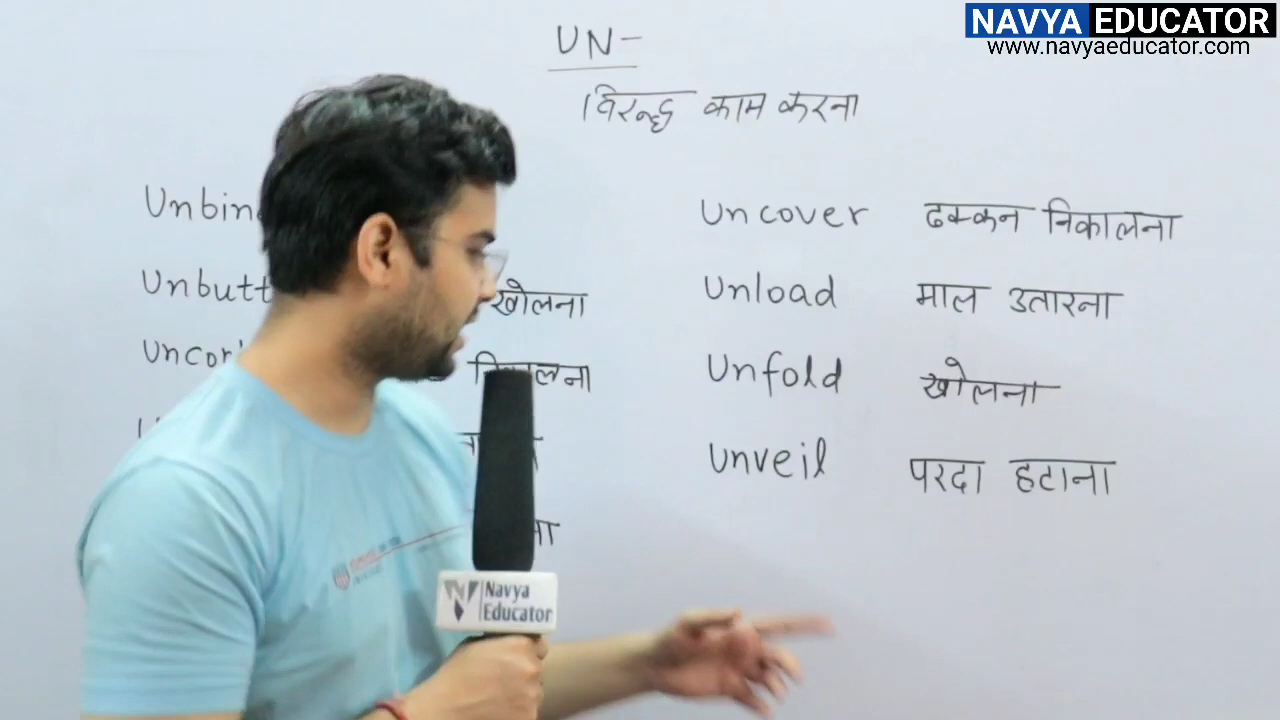 NAVYA EDUCATOR
www.navyaeducator.com
UN-
विरुद्ध काम करना
Uncover ढक्कन निकालना
खोलना
Unload माल उतारना
Unfold खोलना
Unveil परदा हटाना
Navya
Educator